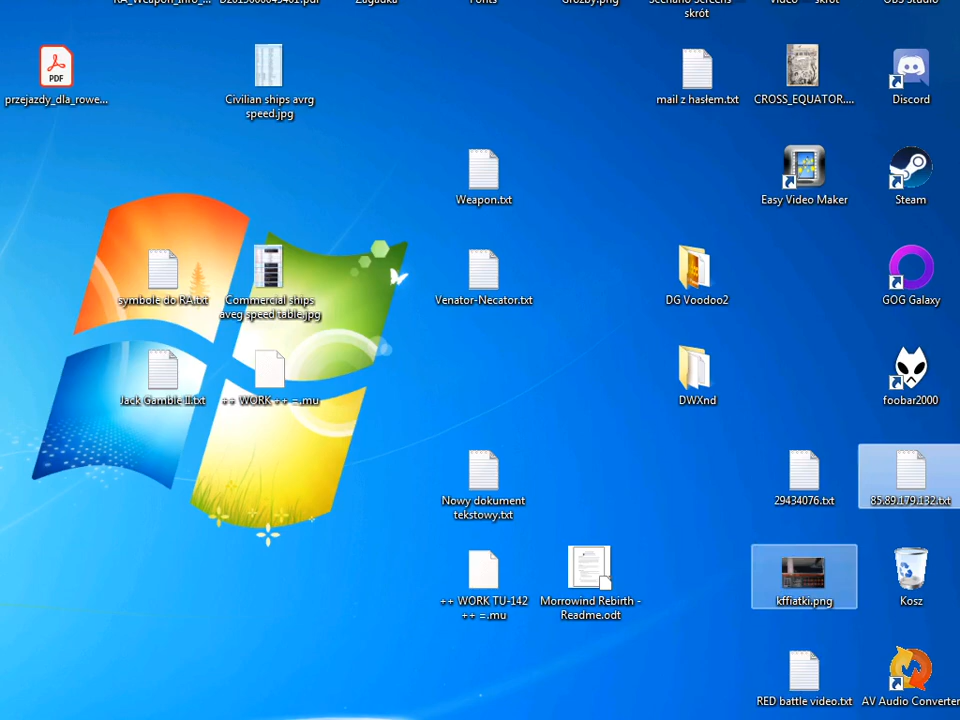 RA_Weapon_Info_...
Zagadka
Fonts
Groźby.png
Scenario Screens -
skrót
Video - skrót
OBS Studio
PDF
przejazdy_dla_rowe...
Civilian ships avrg
speed.jpg
mail z hasłem.txt
CROSS_EQUATOR....
Discord
Weapon.txt
Easy Video Maker
Steam
symbole do RA.txt
Commercial ships
aveg speed table.jpg
Venator-Necator.txt
DG Voodoo2
GOG Galaxy
Jack Gamble II.txt
++ WORK ++ =.mu
DWXnd
foobar2000
Nowy dokument
tekstowy.txt
29434076.txt
85.89.179.132.txt
++ WORK TU-142
++ =.mu
Morrowind Rebirth -
Readme.odt
kffiatki.png
Kosz
RED battle video.txt
AV Audio Converter